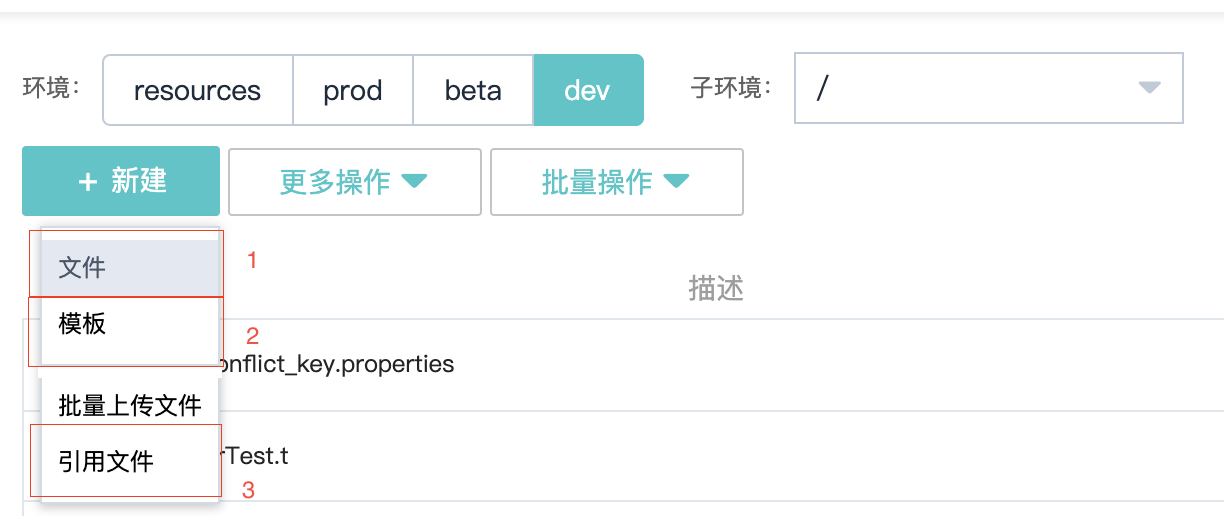 环境： resources prod beta dev 子环境： /
+ 新建 更多操作 批量操作
文件 1
描述
模板 2
onflict_key.properties
批量上传文件
rTest.t
引用文件
3